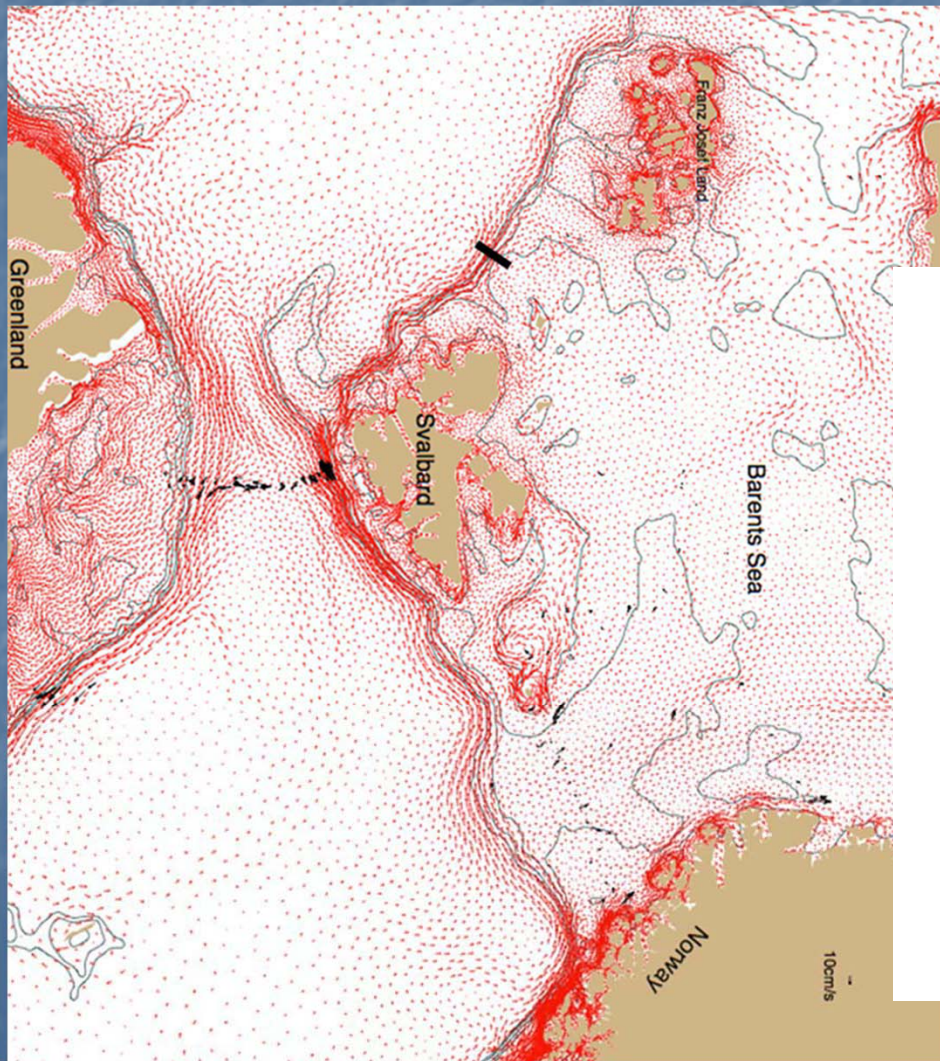 Franz Josef Land
Greenland
Svalbard
Barents Sea
Norway
10cm/s